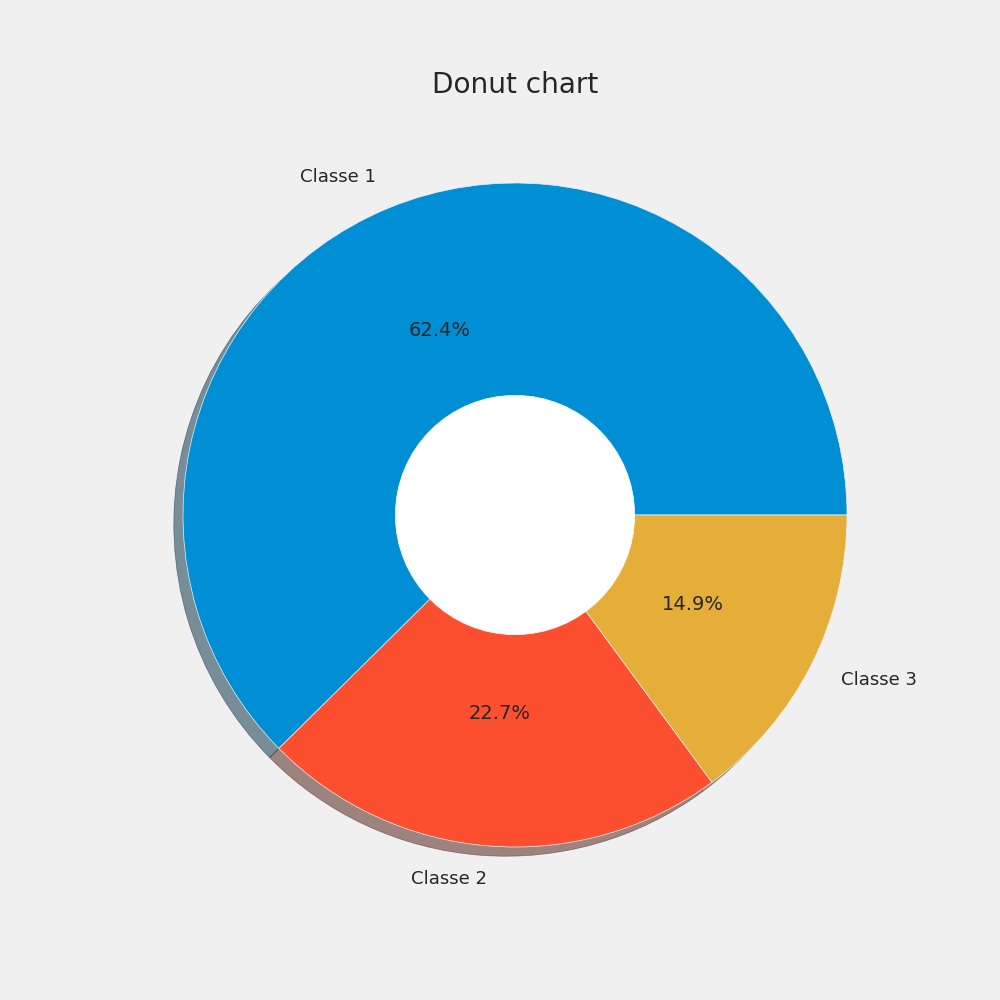 Donut chart
Classe 1
62.4%
14.9%
Classe 3
22.7%
Classe 2